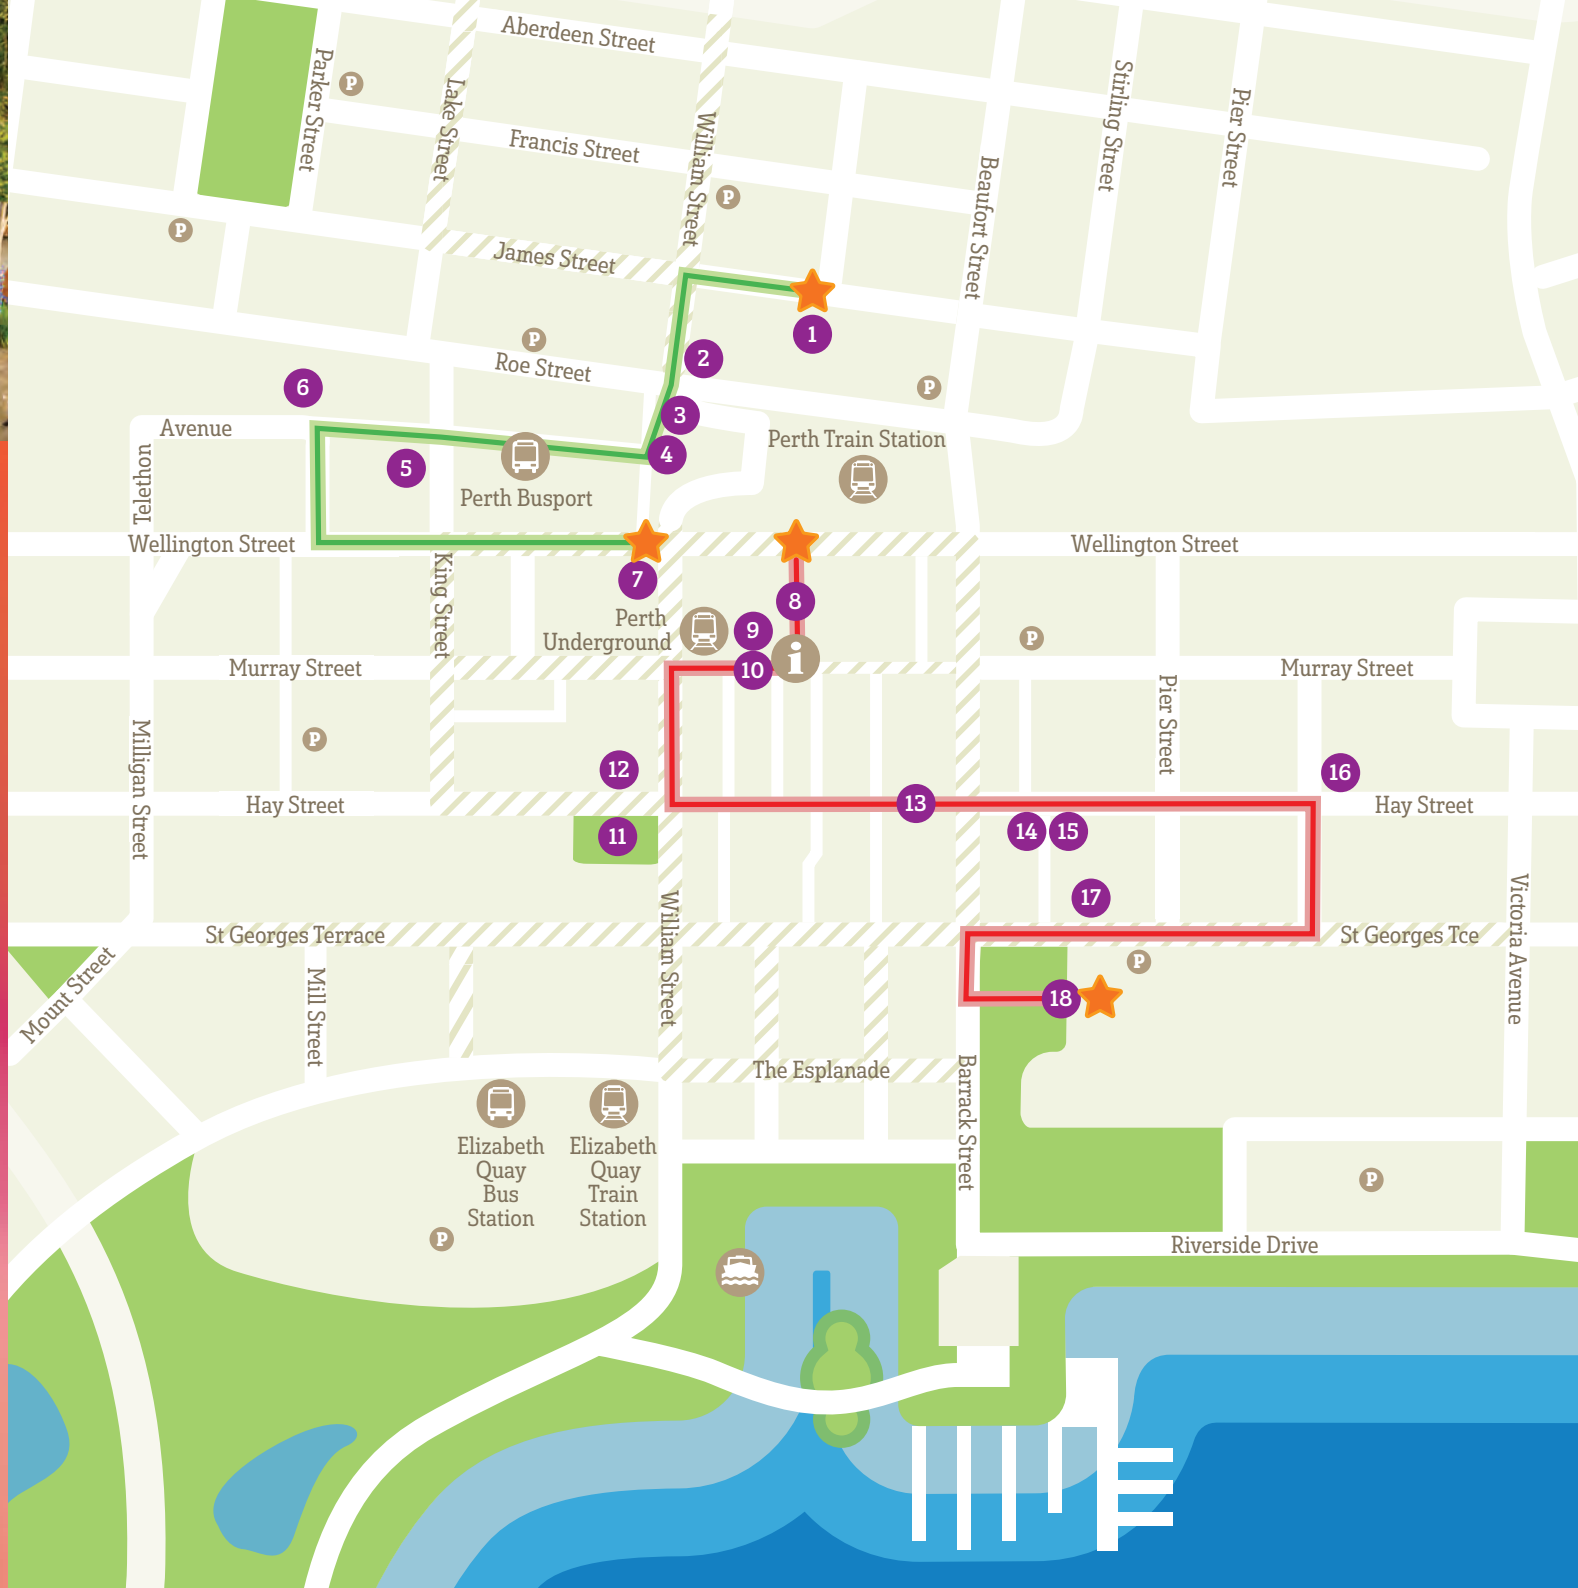 Aberdeen Street
Parker Street
P
Lake Street
Stirling Street
Pier Street
William Street
Francis Street
Beaufort Street
P
P
James Street
1
P
2
Roe Street
6
P
3
Avenue
Perth Train Station
4
5
Telethon
Perth Busport
Wellington Street
Wellington Street
King Street
7
8
Perth
Underground
9
P
i
10
Murray Street
Murray Street
Pier Street
Milligan Street
P
12
16
13
Hay Street
Hay Street
14
15
11
17
Victoria Avenue
William Street
St Georges Terrace
St Georges Tce
Mount Street
Mill Street
P
18
The Esplanade
Barrack Street
Elizabeth
Quay
Bus
Station
Elizabeth
Quay
Train
Station
P
P
Riverside Drive